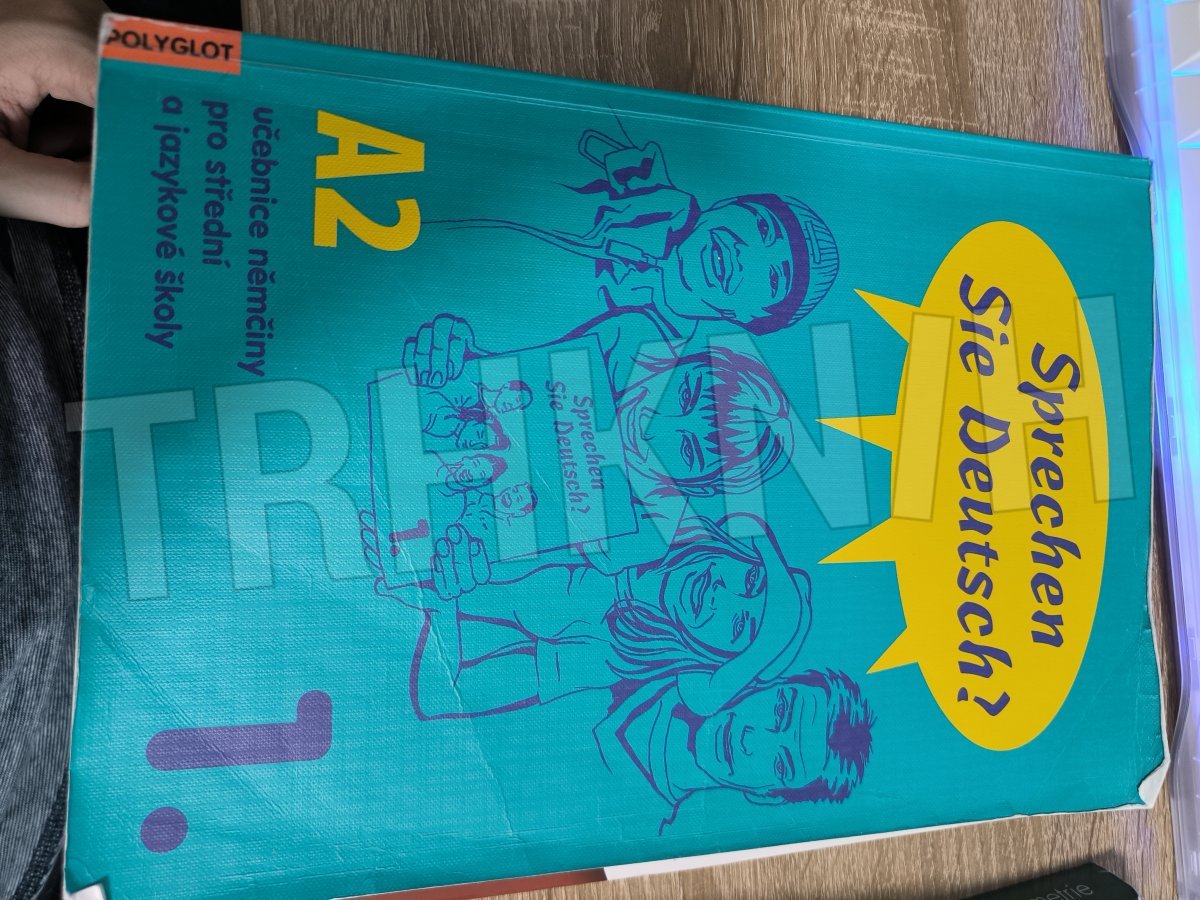 Sprechen
Sie Deutsch?
Sprechen
Sie Deutsch?
1.
A2
učebnice němčiny
pro střední
a jazykové školy
1.
POLYGLOT
TRHKNIH